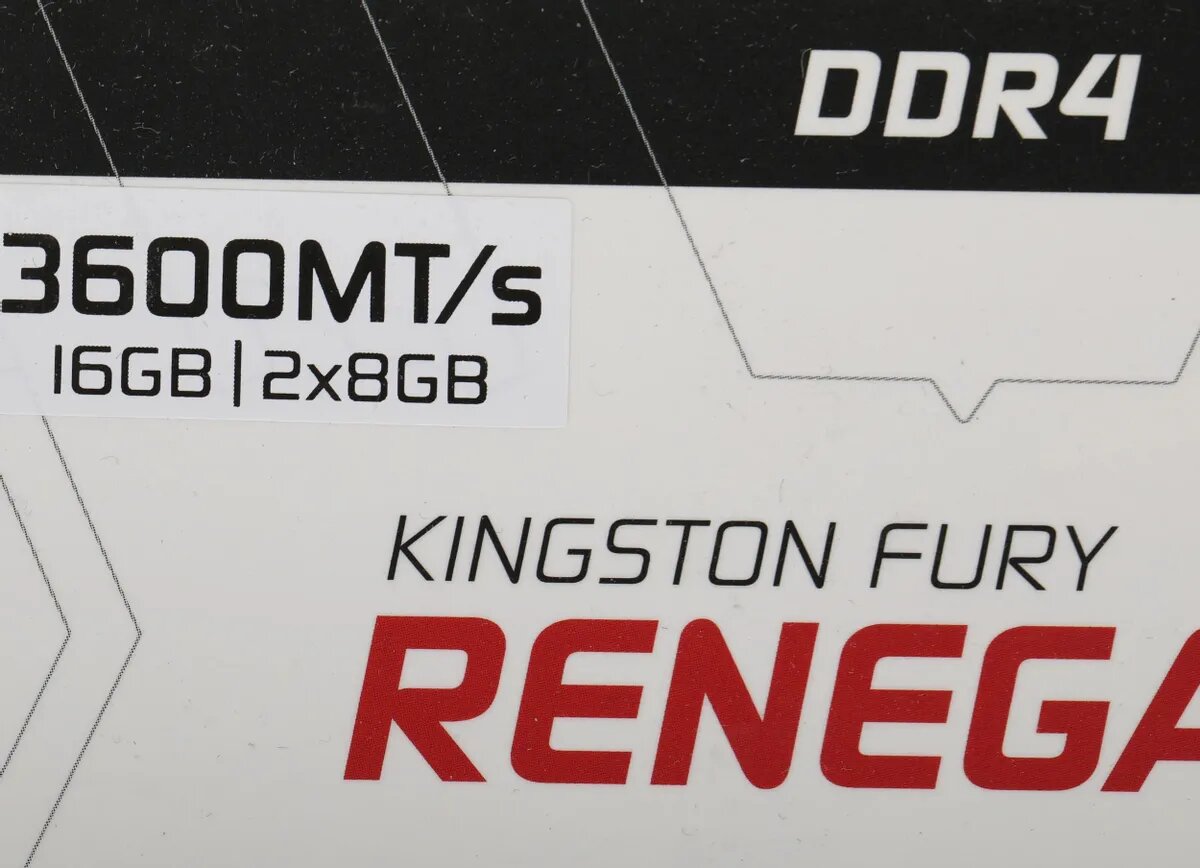 DDR4
3600MT/s
16GB | 2x8GB
KINGSTON FURY
RENEGA